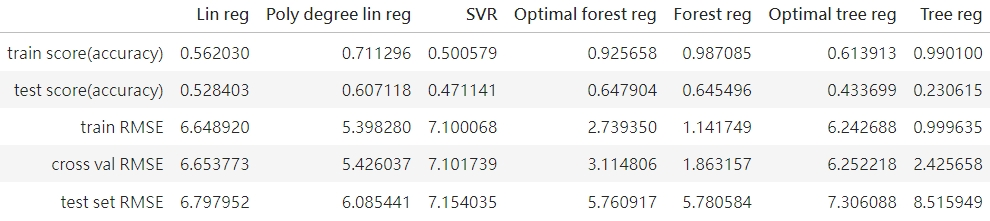 Lin reg Poly degree lin reg SVR Optimal forest reg Forest reg Optimal tree reg Tree reg
train score(accuracy) 0.562030 0.711296 0.500579 0.925658 0.987085 0.613913 0.990100
test score(accuracy) 0.528403 0.607118 0.471141 0.647904 0.645496 0.433699 0.230615
train RMSE 6.648920 5.398280 7.100068 2.739350 1.141749 6.242688 0.999635
cross val RMSE 6.653773 5.426037 7.101739 3.114806 1.863157 6.252218 2.425658
test set RMSE 6.797952 6.085441 7.154035 5.760917 5.780584 7.306088 8.515949